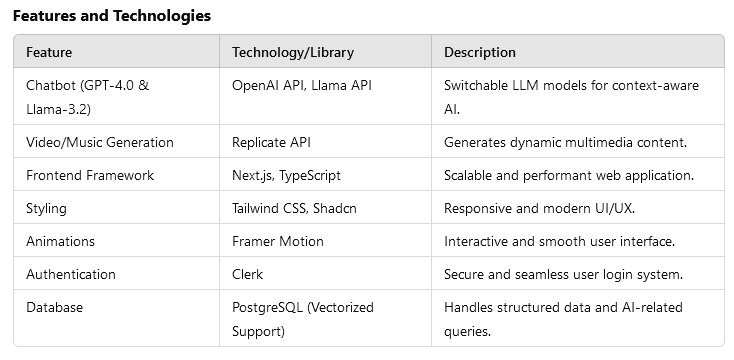 Features and Technologies
Feature Technology/Library Description
Chatbot (GPT-4.0 & OpenAI API, Llama API Switchable LLM models for context-aware
Llama-3.2) AI.
Video/Music Generation Replicate API Generates dynamic multimedia content.
Frontend Framework Next.js, TypeScript Scalable and performant web application.
Styling Tailwind CSS, Shadcn Responsive and modern UI/UX.
Animations Framer Motion Interactive and smooth user interface.
Authentication Clerk Secure and seamless user login system.
Database PostgreSQL (Vectorized Handles structured data and AI-related
Support) queries.